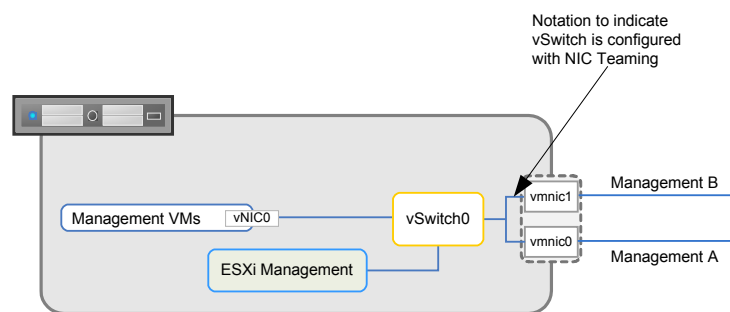 Notation to indicate
vSwitch is configured
with NIC Teaming
Management VMs
vNIC0
vSwitch0
vmnic1
Management B
vmnic0
Management A
ESXi Management